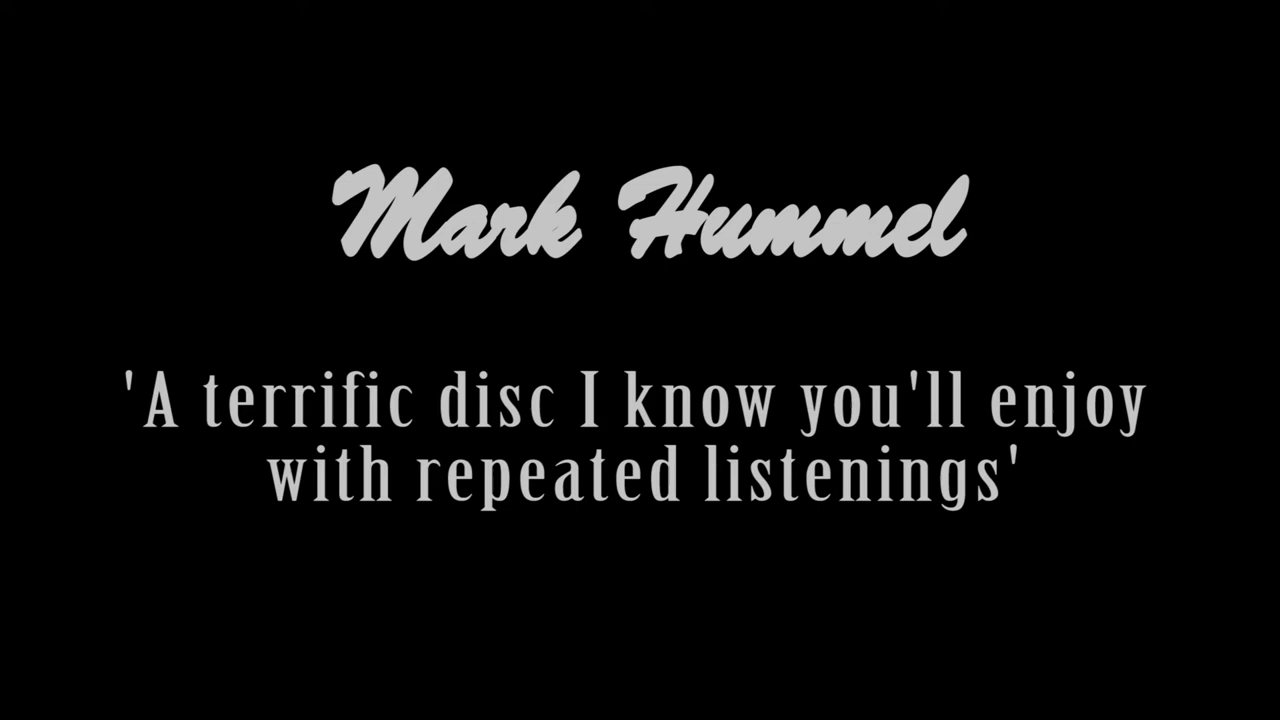 Mark Hummel
'A terrific disc I know you'll enjoy
with repeated listenings'